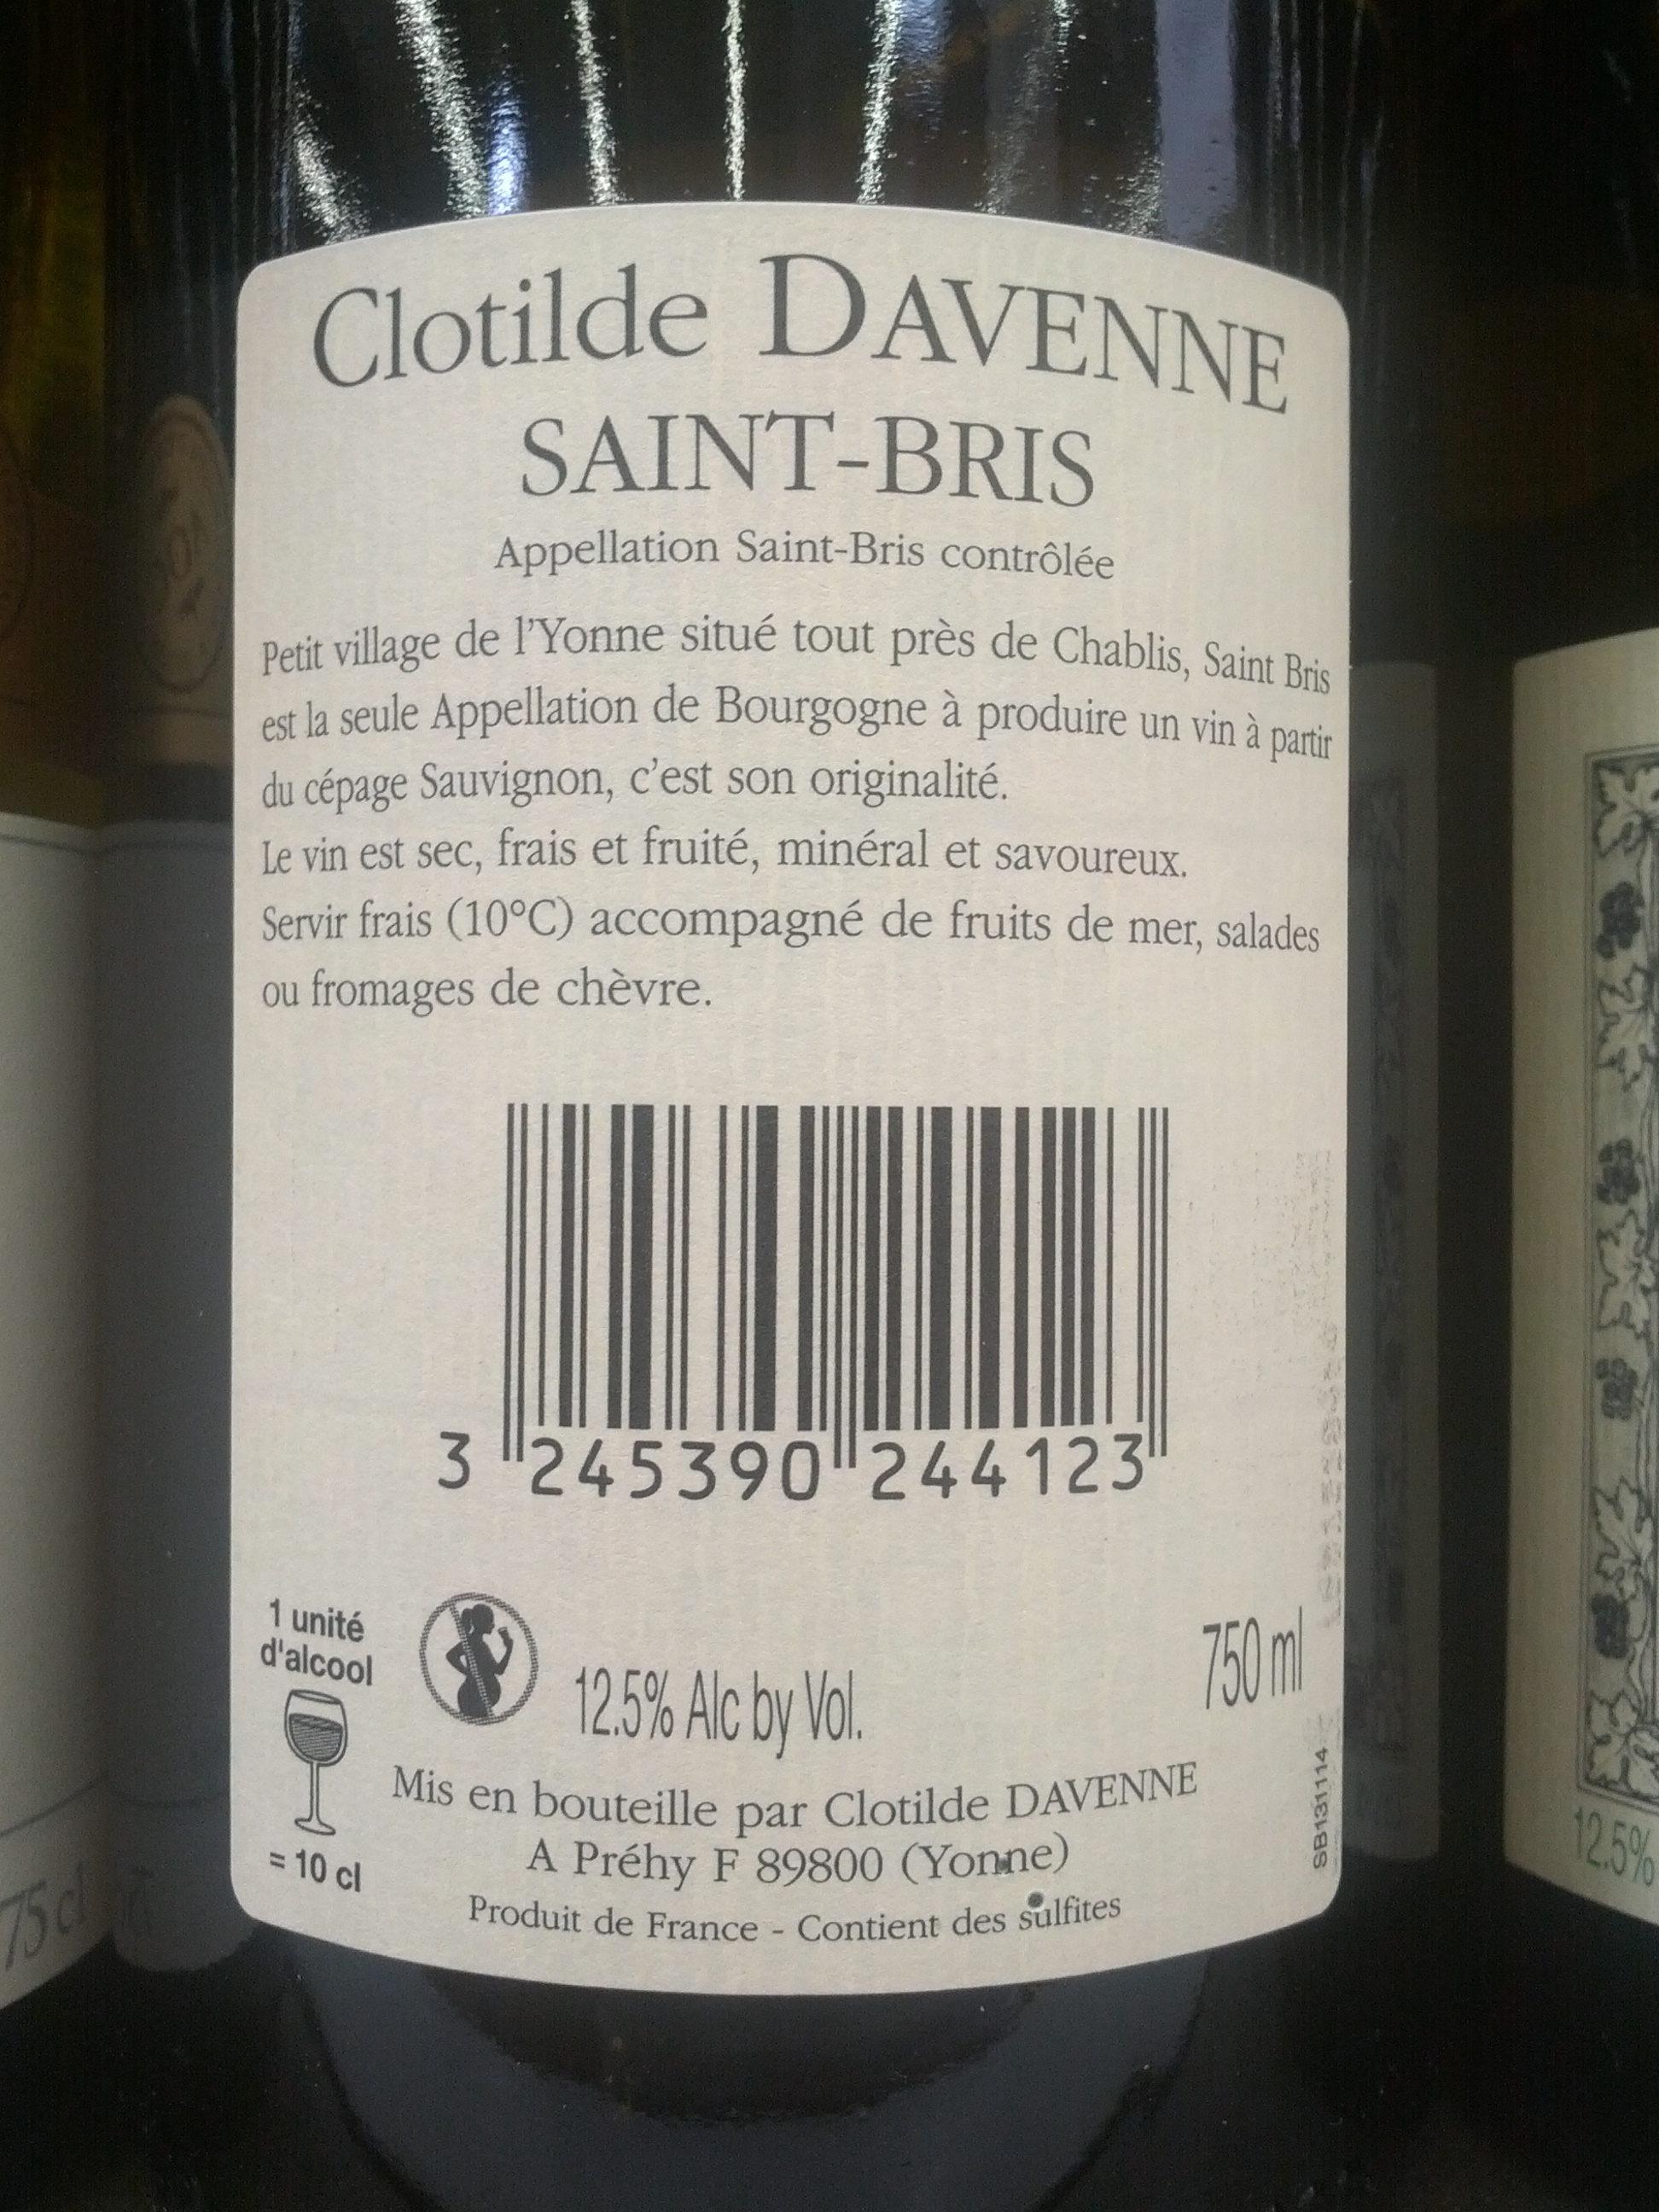 Clotilde DAVENNE
SAINT-BRIS
Appellation Saint-Bris contrôlée
Petit village de l'Yonne situé tout près de Chablis, Saint Bris
est la seule Appellation de Bourgogne à produire un vin à partir
du cépage Sauvignon, c'est son originalité.
Le vin est sec, frais et fruité, minéral et savoureux.
Servir frais (10°C) accompagné de fruits de mer, salades
ou fromages de chèvre.
3 245390 244123
1 unité
d'alcool
= 10 cl
12.5% Alc by Vol.
750 ml
Mis en bouteille par Clotilde DAVENNE
A Préhy F 89800 (Yonne)
Produit de France - Contient des sulfites
SB131114
75 cl
12.5%